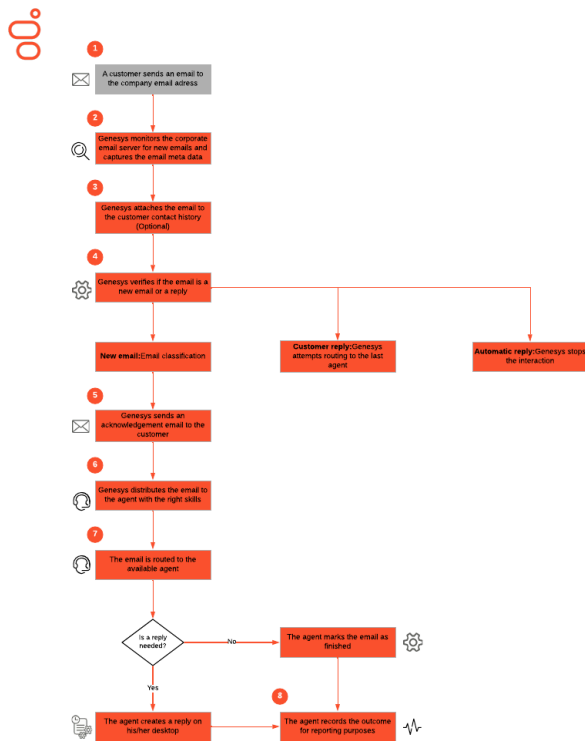 1
A customer sends an email to
the company email adress
2
Genesys monitors the corporate
email server for new emails and
captures the email meta data
3
Genesys attaches the email to
the customer contact history
(Optional)
4
Genesys verifies if the email is a
new email or a reply
New email:Email classification
Customer reply:Genesys
attempts routing to the last
agent
Automatic reply:Genesys stops
the interaction
5
Genesys sends an
acknowledgement email to the
customer
6
Genesys distributes the email to
the agent with the right skills
7
The email is routed to the
available agent
Is a reply
needed?
No
The agent marks the email as
finished
Yes
8
The agent creates a reply on
his/her desktop
The agent records the outcome
for reporting purposes